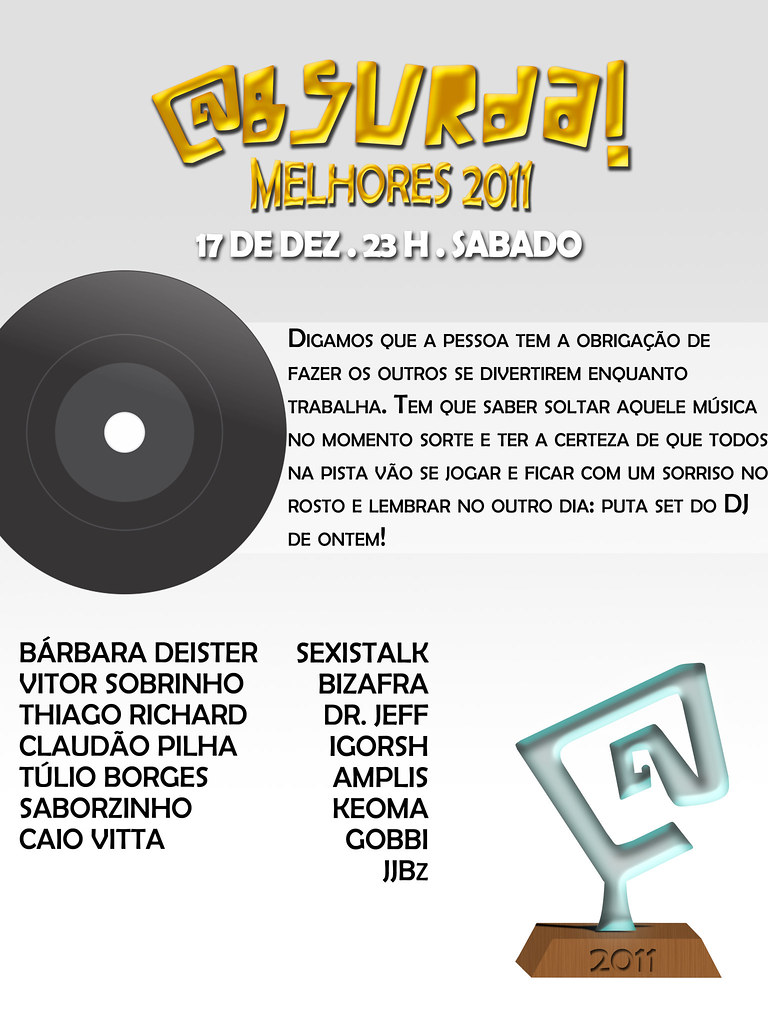 @bsurda!
MELHORES 2011
17 DE DEZ . 23 H . SABADO
Digamos que a pessoa tem a obrigação de
fazer os outros se divertirem enquanto
trabalha. Tem que saber soltar aquele música
no momento sorte e ter a certeza de que todos
na pista vão se jogar e ficar com um sorriso no
rosto e lembrar no outro dia: puta set do DJ
de ontem!
BÁRBARA DEISTER
VITOR SOBRINHO
THIAGO RICHARD
CLAUDÃO PILHA
TÚLIO BORGES
SABORZINHO
CAIO VITTA
SEXISTALK
BIZAFRA
DR. JEFF
IGORSH
AMPLIS
KEOMA
GOBBI
JJBz
@
2011